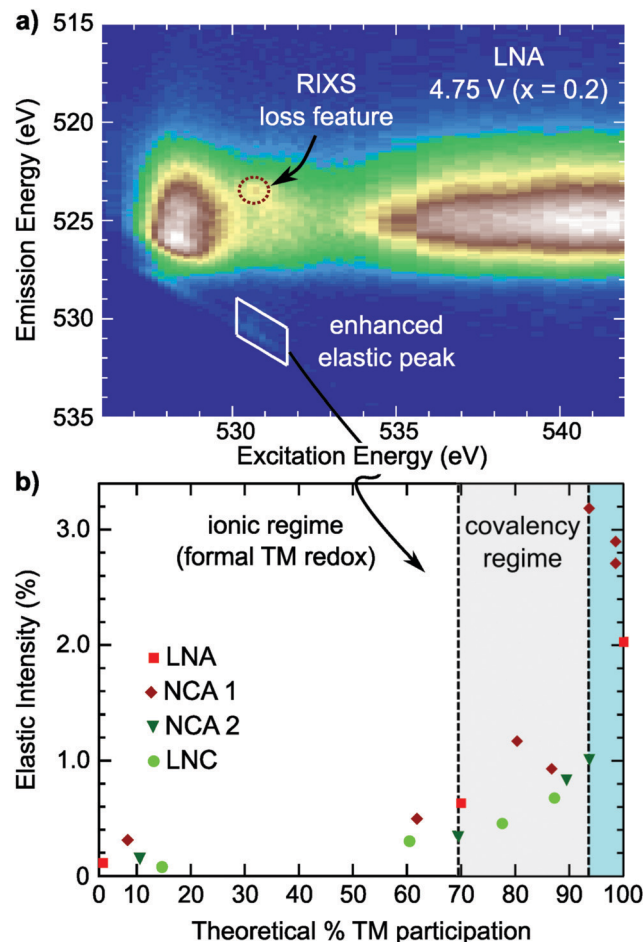 a)
515
520
525
530
535
Emission Energy (eV)
LNA
4.75 V (x = 0.2)
RIXS
loss feature
enhanced
elastic peak
530
535
540
Excitation Energy (eV)
b)
3.0
2.0
1.0
0
Elastic Intensity (%)
ionic regime
(formal TM redox)
covalency
regime
LNA
NCA 1
NCA 2
LNC
0 10 20 30 40 50 60 70 80 90 100
Theoretical % TM participation